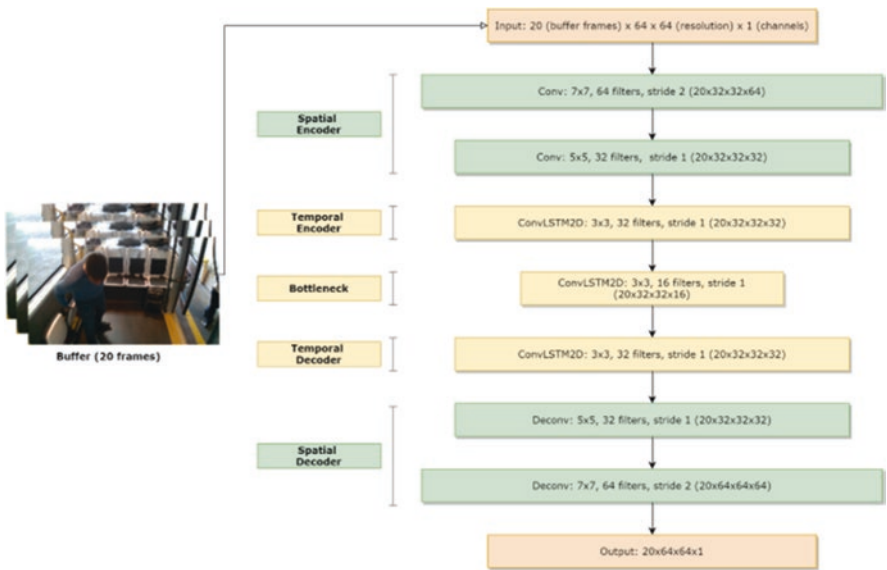 Input: 20 (buffer frames) x 64 x 64 (resolution) x 1 (channels)
Spatial
Encoder
Conv: 7x7, 64 filters, stride 2 (20x32x32x64)
Conv: 5x5, 32 filters, stride 1 (20x32x32x32)
Temporal
Encoder
ConvLSTM2D: 3x3, 32 filters, stride 1 (20x32x32x32)
Bottleneck
ConvLSTM2D: 3x3, 16 filters, stride 1
(20x32x32x16)
Buffer (20 frames)
Temporal
Decoder
ConvLSTM2D: 3x3, 32 filters, stride 1 (20x32x32x32)
Spatial
Decoder
Deconv: 5x5, 32 filters, stride 1 (20x32x32x32)
Deconv: 7x7, 64 filters, stride 2 (20x64x64x64)
Output: 20x64x64x1